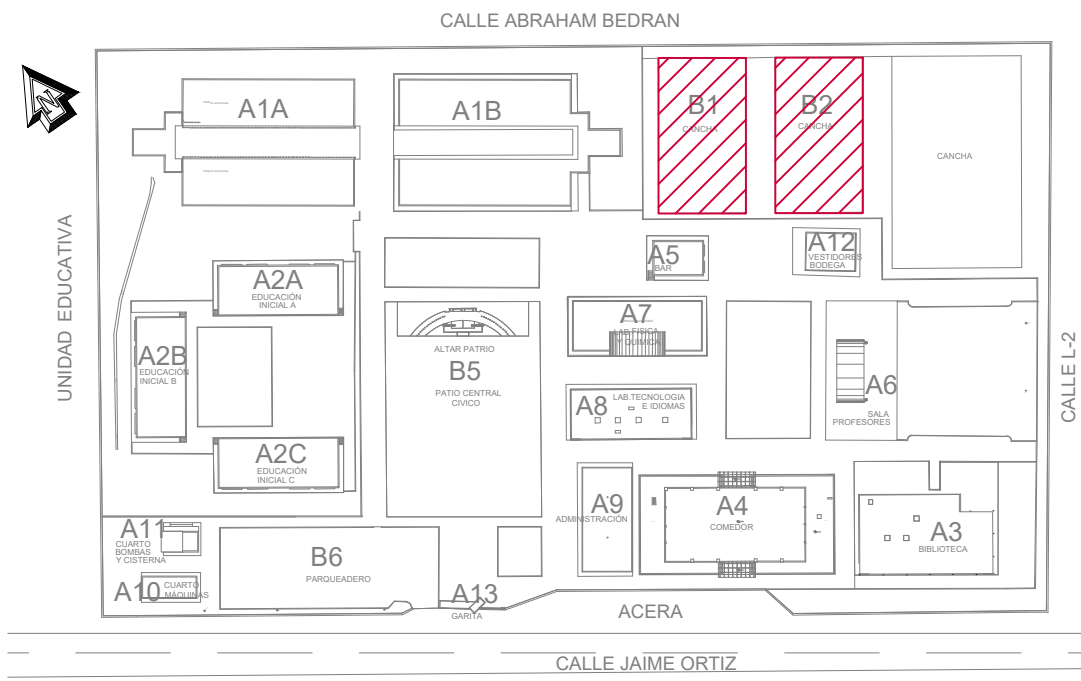 CALLE ABRAHAM BEDRAN
N
A1A
A1B
B1
CANCHA
B2
CANCHA
CANCHA
UNIDAD EDUCATIVA
A5
BAR
A12
VESTIDORES
BODEGA
A2A
EDUCACIÓN
INICIAL A
A7
LAB.FISICA
Y QUIMICA
A2B
EDUCACIÓN
INICIAL B
ALTAR PATRIO
B5
PATIO CENTRAL
CIVICO
A6
SALA
PROFESORES
CALLE L-2
A8
LAB.TECNOLOGIA
E IDIOMAS
A2C
EDUCACIÓN
INICIAL C
A9
ADMINISTRACIÓN
A4
COMEDOR
A3
BIBLIOTECA
A11
CUARTO
BOMBAS
Y CISTERNA
B6
PARQUEADERO
A10
CUARTO
MÁQUINAS
A13
GARITA
ACERA
CALLE JAIME ORTIZ